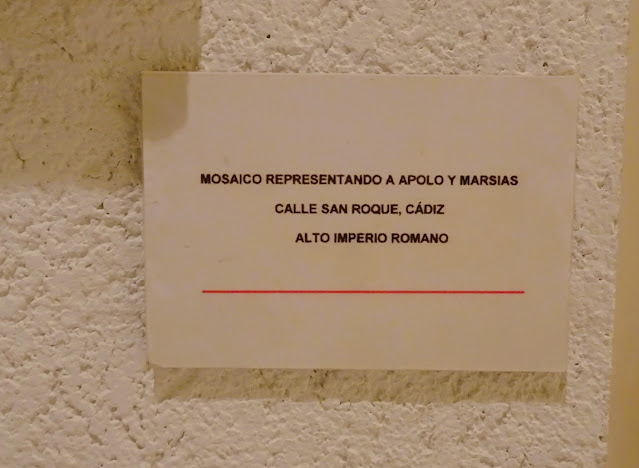 MOSAICO REPRESENTANDO A APOLO Y MARSIAS
CALLE SAN ROQUE, CÁDIZ
ALTO IMPERIO ROMANO